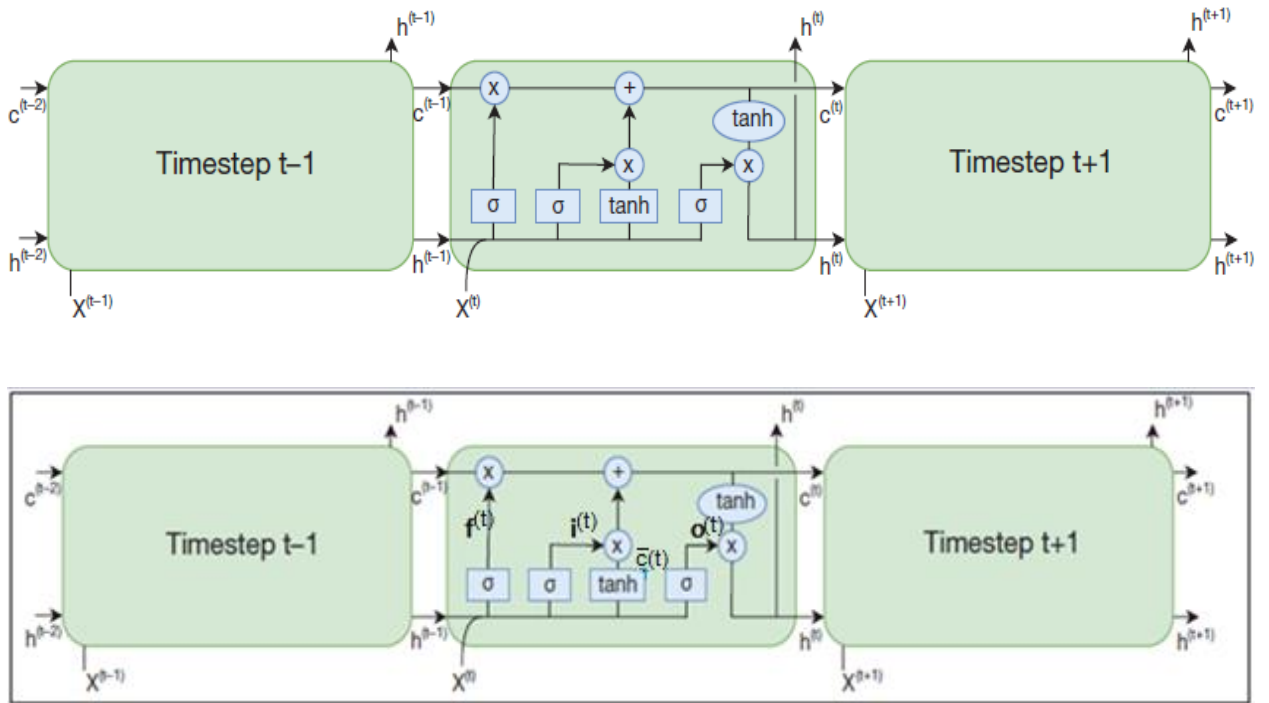 h(t−1) h(t) h(t+1)
c(t−2) c(t−1) x + c(t) c(t+1)
tanh
Timestep t−1 x x Timestep t+1
σ σ tanh σ
h(t−2) h(t−1) h(t) h(t+1)
X(t−1) X(t) X(t+1)
h(t−1) h(t) h(t+1)
c(t−2) c(t−1) x + c(t) c(t+1)
tanh
f(t) i(t) o(t)
Timestep t−1 x x Timestep t+1
c̅(t)
σ σ tanh σ
h(t−2) h(t−1) h(t) h(t+1)
X(t−1) X(t) X(t+1)